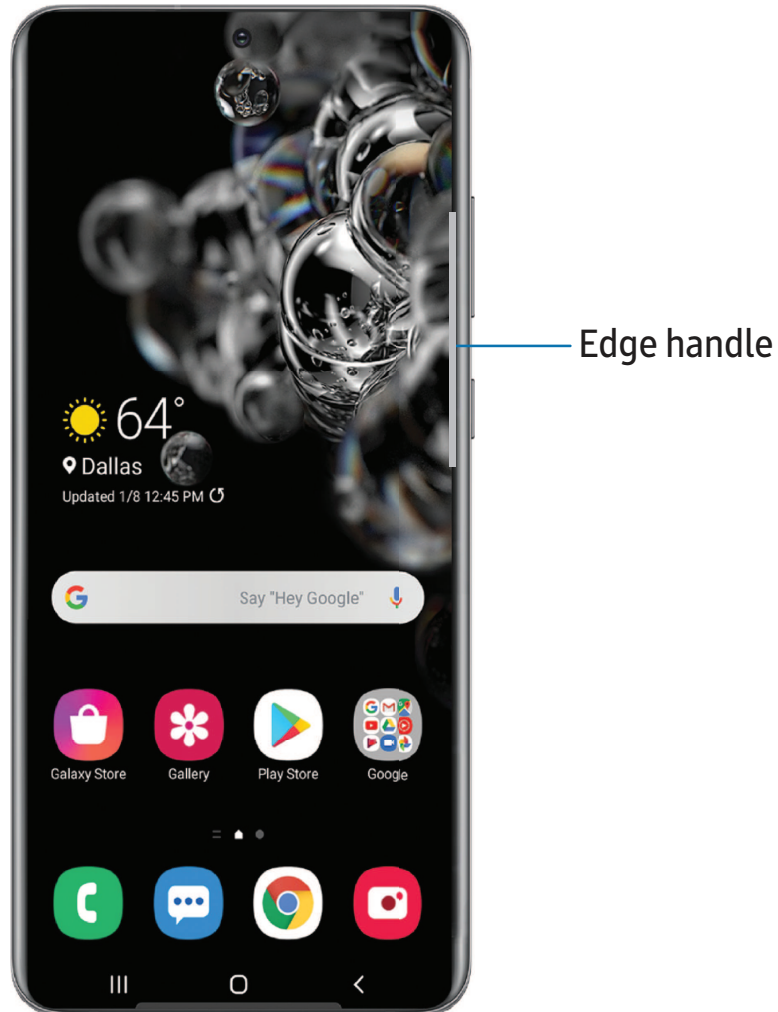 64°
Dallas
Updated 1/8 12:45 PM
Say "Hey Google"
Galaxy Store
Gallery
Play Store
Google
Edge handle